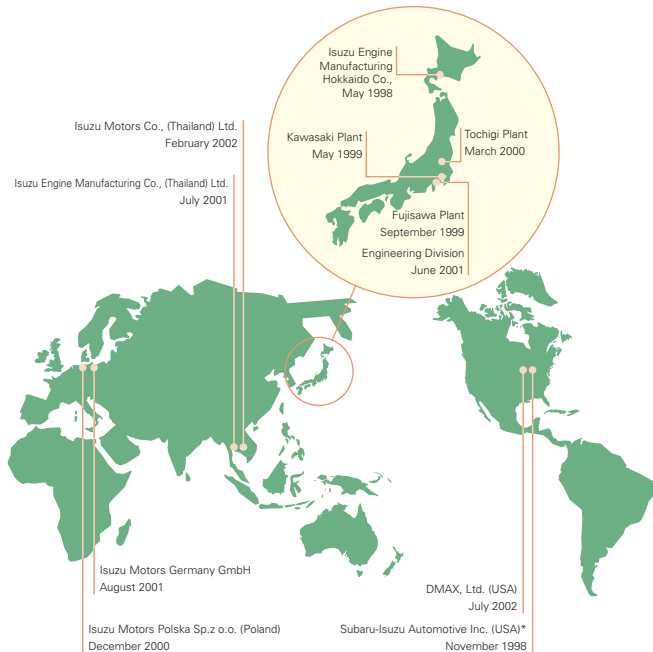 Isuzu Engine
Manufacturing
Hokkaido Co.,
May 1998
Isuzu Motors Co., (Thailand) Ltd.
February 2002
Kawasaki Plant
May 1999
Tochigi Plant
March 2000
Isuzu Engine Manufacturing Co., (Thailand) Ltd.
July 2001
Fujisawa Plant
September 1999
Engineering Division
June 2001
Isuzu Motors Germany GmbH
August 2001
DMAX, Ltd. (USA)
July 2002
Isuzu Motors Polska Sp.z o.o. (Poland)
December 2000
Subaru-Isuzu Automotive Inc. (USA)*
November 1998